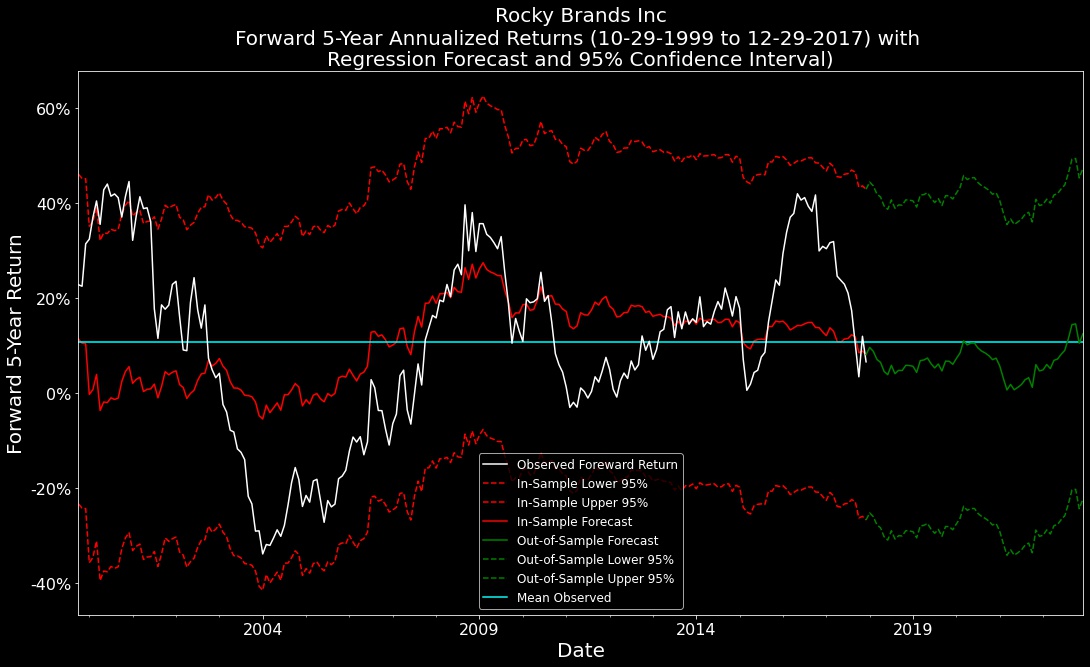 Rocky Brands Inc
Forward 5-Year Annualized Returns (10-29-1999 to 12-29-2017) with
Regression Forecast and 95% Confidence Interval)
60%
40%
20%
0%
-20%
-40%
Forward 5-Year Return
Observed Foreward Return
In-Sample Lower 95%
In-Sample Upper 95%
In-Sample Forecast
Out-of-Sample Forecast
Out-of-Sample Lower 95%
Out-of-Sample Upper 95%
Mean Observed
2004
2009
2014
2019
Date